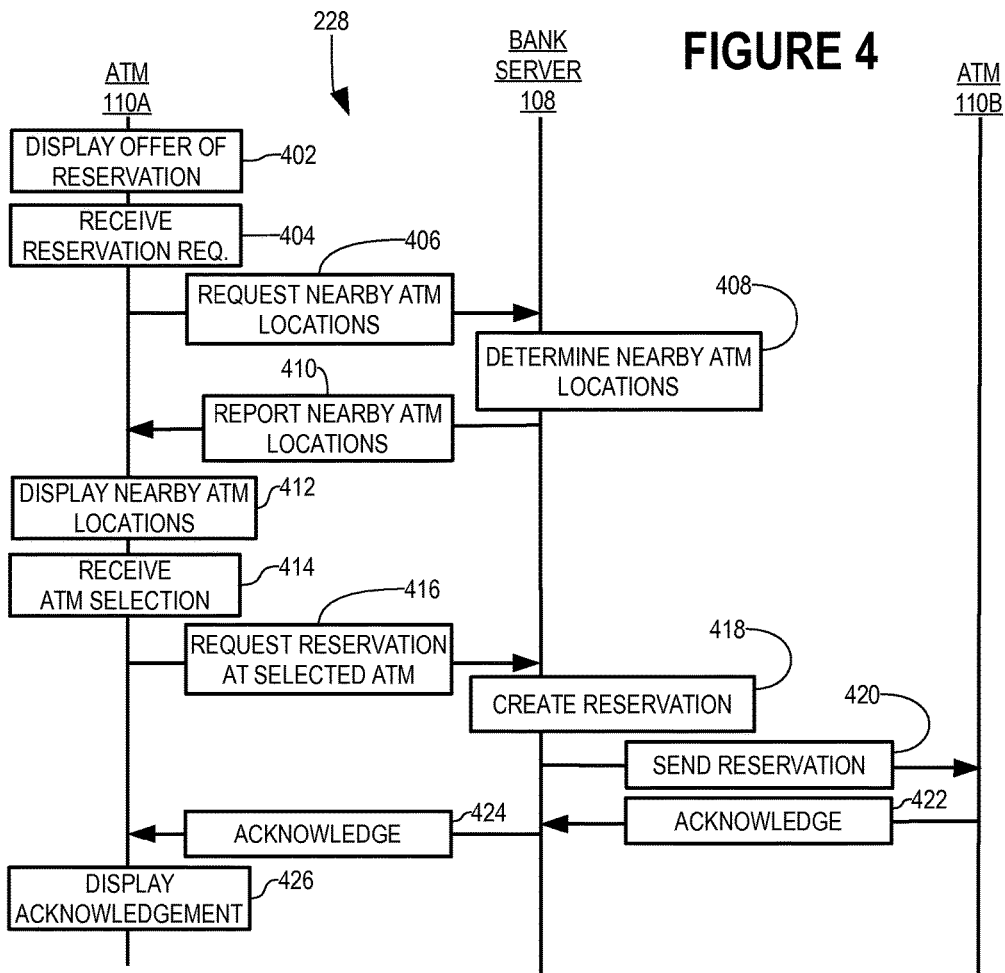 228
BANK
SERVER
108
FIGURE 4
ATM
110A
ATM
110B
DISPLAY OFFER OF
RESERVATION
402
RECEIVE
RESERVATION REQ.
404
406
REQUEST NEARBY ATM
LOCATIONS
408
DETERMINE NEARBY ATM
LOCATIONS
410
REPORT NEARBY ATM
LOCATIONS
DISPLAY NEARBY ATM
LOCATIONS
412
RECEIVE
ATM SELECTION
414
416
REQUEST RESERVATION
AT SELECTED ATM
418
CREATE RESERVATION
420
SEND RESERVATION
422
ACKNOWLEDGE
424
ACKNOWLEDGE
DISPLAY
ACKNOWLEDGEMENT
426